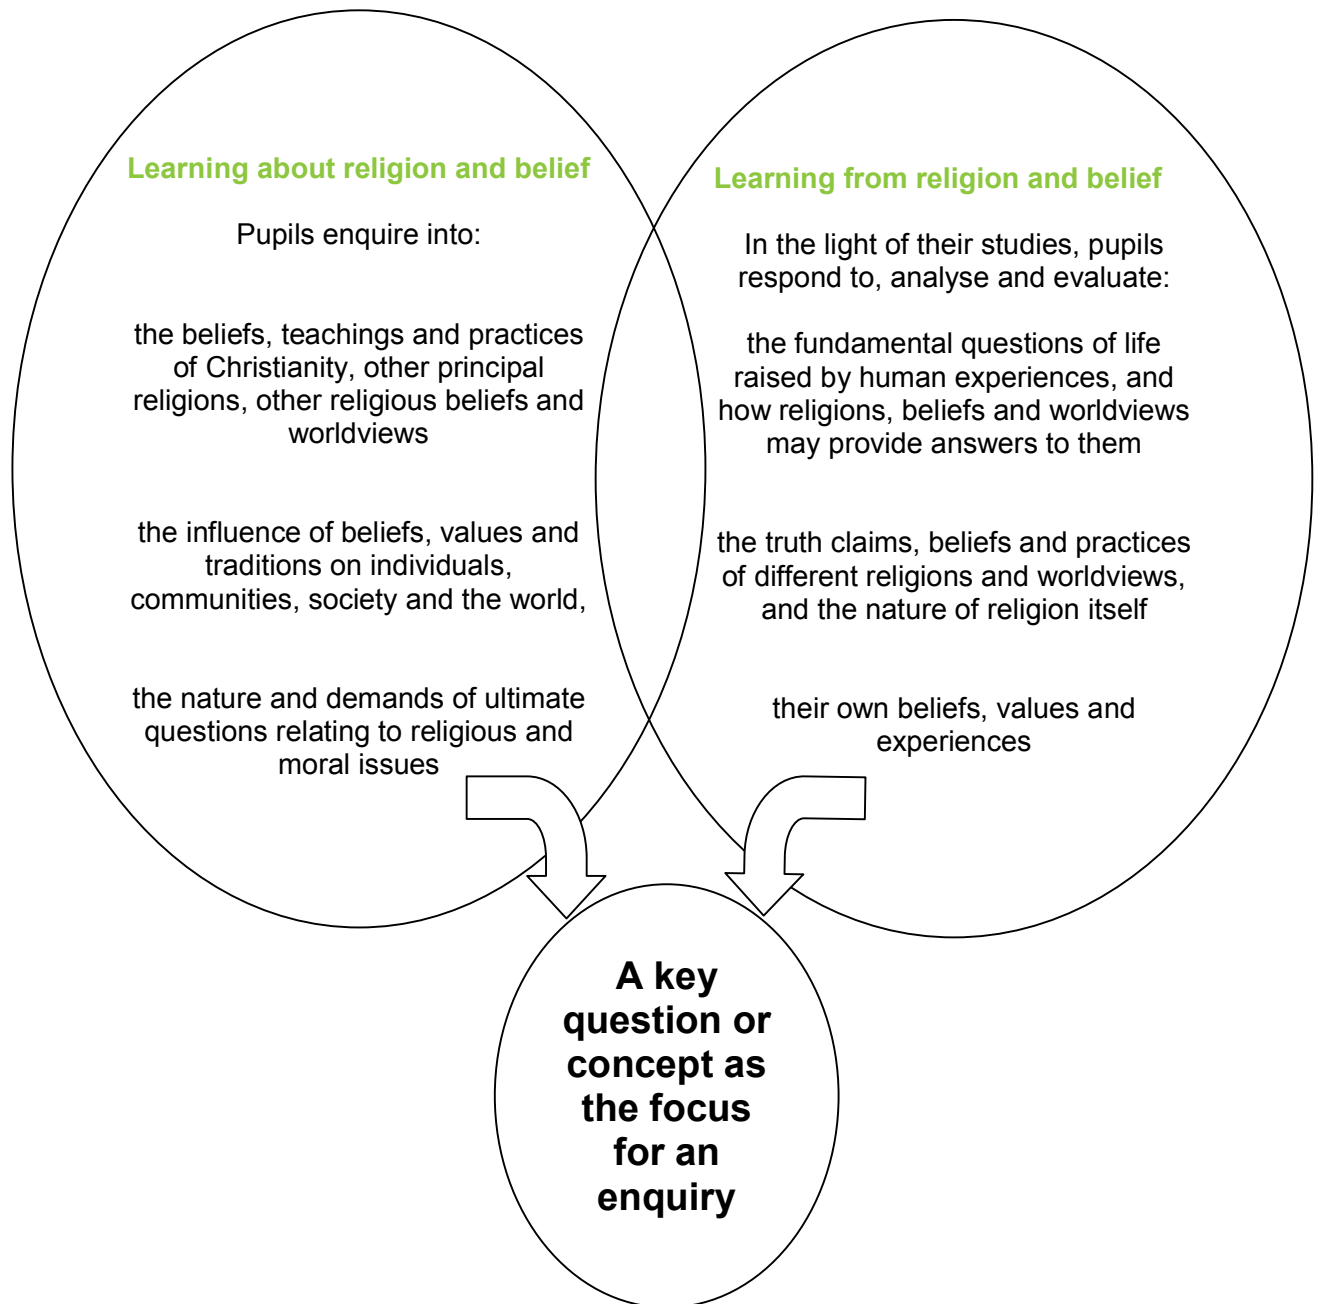 Learning about religion and belief
Pupils enquire into:
the beliefs, teachings and practices
of Christianity, other principal
religions, other religious beliefs and
worldviews
the influence of beliefs, values and
traditions on individuals,
communities, society and the world,
the nature and demands of ultimate
questions relating to religious and
moral issues
Learning from religion and belief
In the light of their studies, pupils
respond to, analyse and evaluate:
the fundamental questions of life
raised by human experiences, and
how religions, beliefs and worldviews
may provide answers to them
the truth claims, beliefs and practices
of different religions and worldviews,
and the nature of religion itself
their own beliefs, values and
experiences
A key
question or
concept as
the focus
for an
enquiry